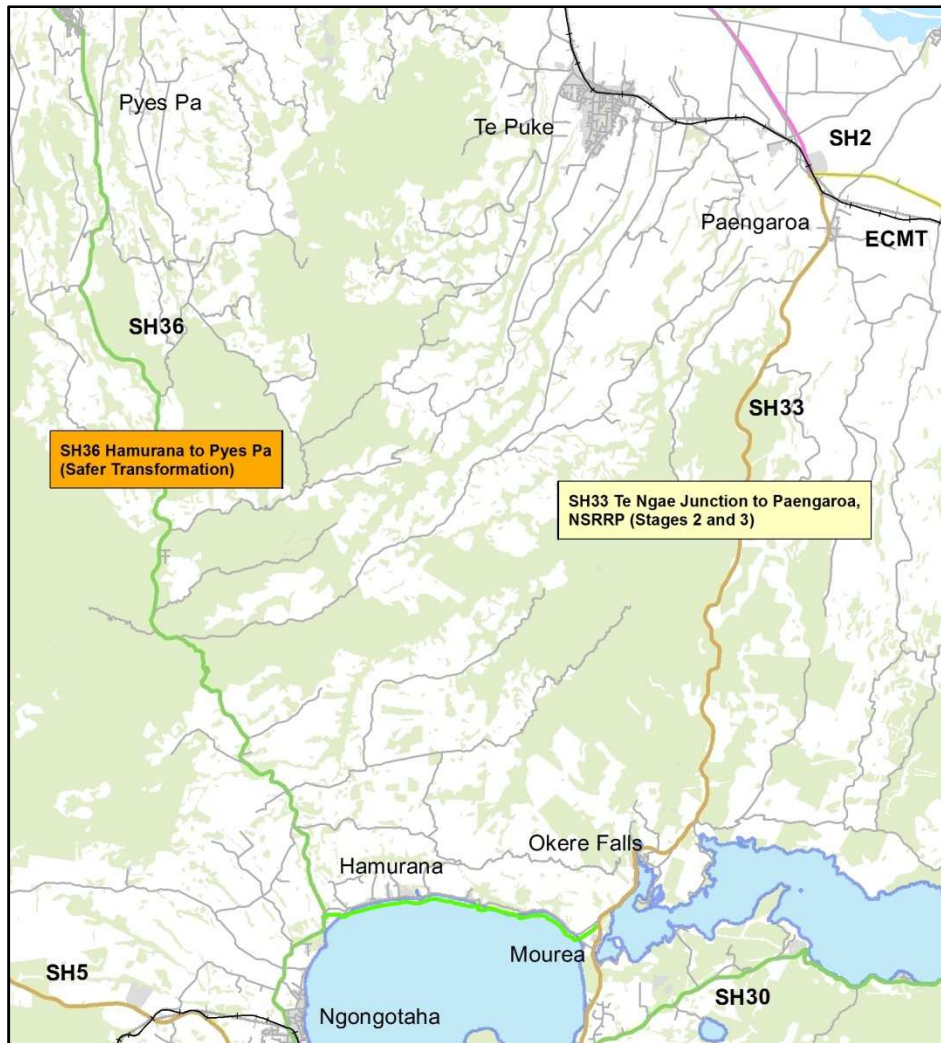 Pyes Pa
Te Puke
SH2
Paengaroa
ECMT
SH36
SH33
SH36 Hamurana to Pyes Pa
(Safer Transformation)
SH33 Te Ngae Junction to Paengaroa,
NSRRP (Stages 2 and 3)
Okere Falls
Hamurana
Mourea
SH5
SH30
Ngongotaha